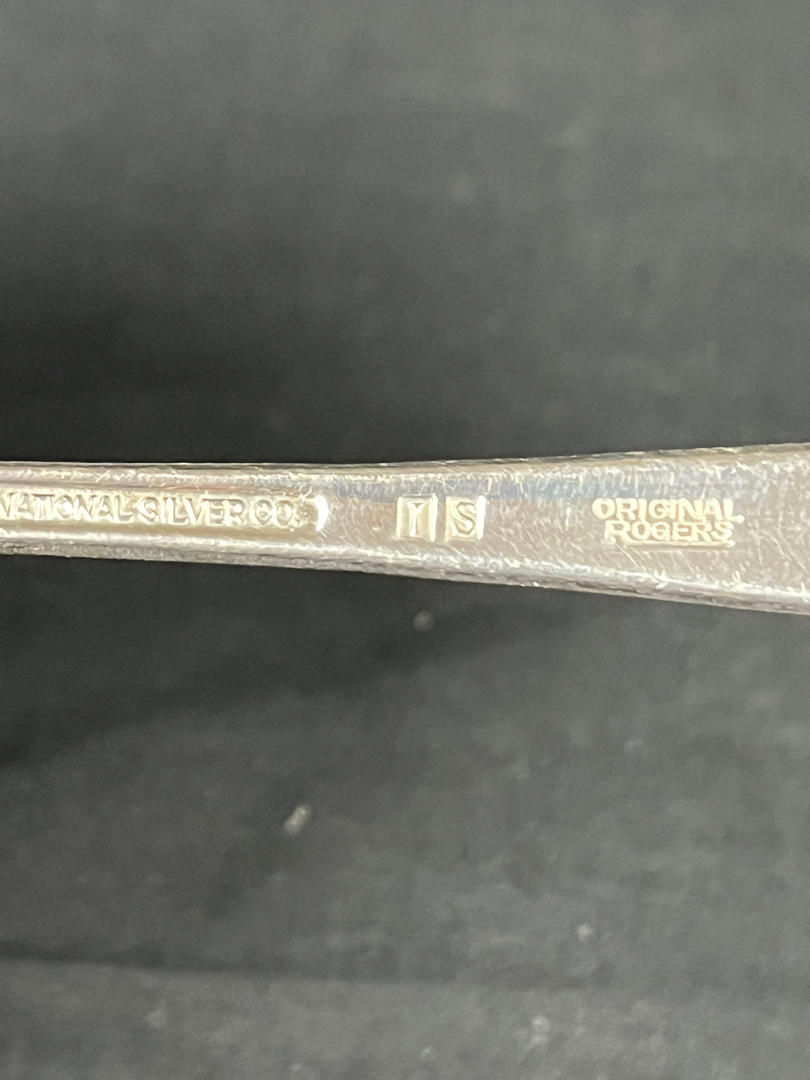 NATIONAL SILVER CO.
I S
ORIGINAL
ROGERS